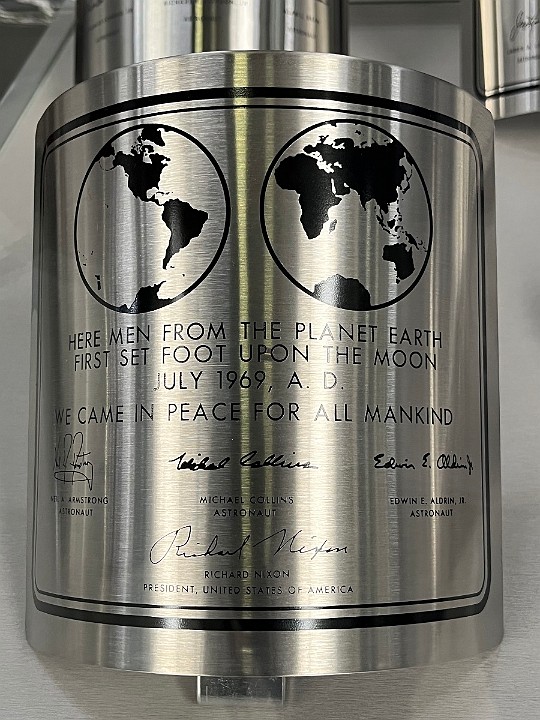 HERE MEN FROM THE PLANET EARTH
FIRST SET FOOT UPON THE MOON
JULY 1969, A. D.
WE CAME IN PEACE FOR ALL MANKIND
Michael Collins
Edwin E. Aldrin Jr.
NEIL A. ARMSTRONG
ASTRONAUT
MICHAEL COLLINS
ASTRONAUT
EDWIN E. ALDRIN, JR.
ASTRONAUT
Richard Nixon
RICHARD NIXON
PRESIDENT, UNITED STATES OF AMERICA